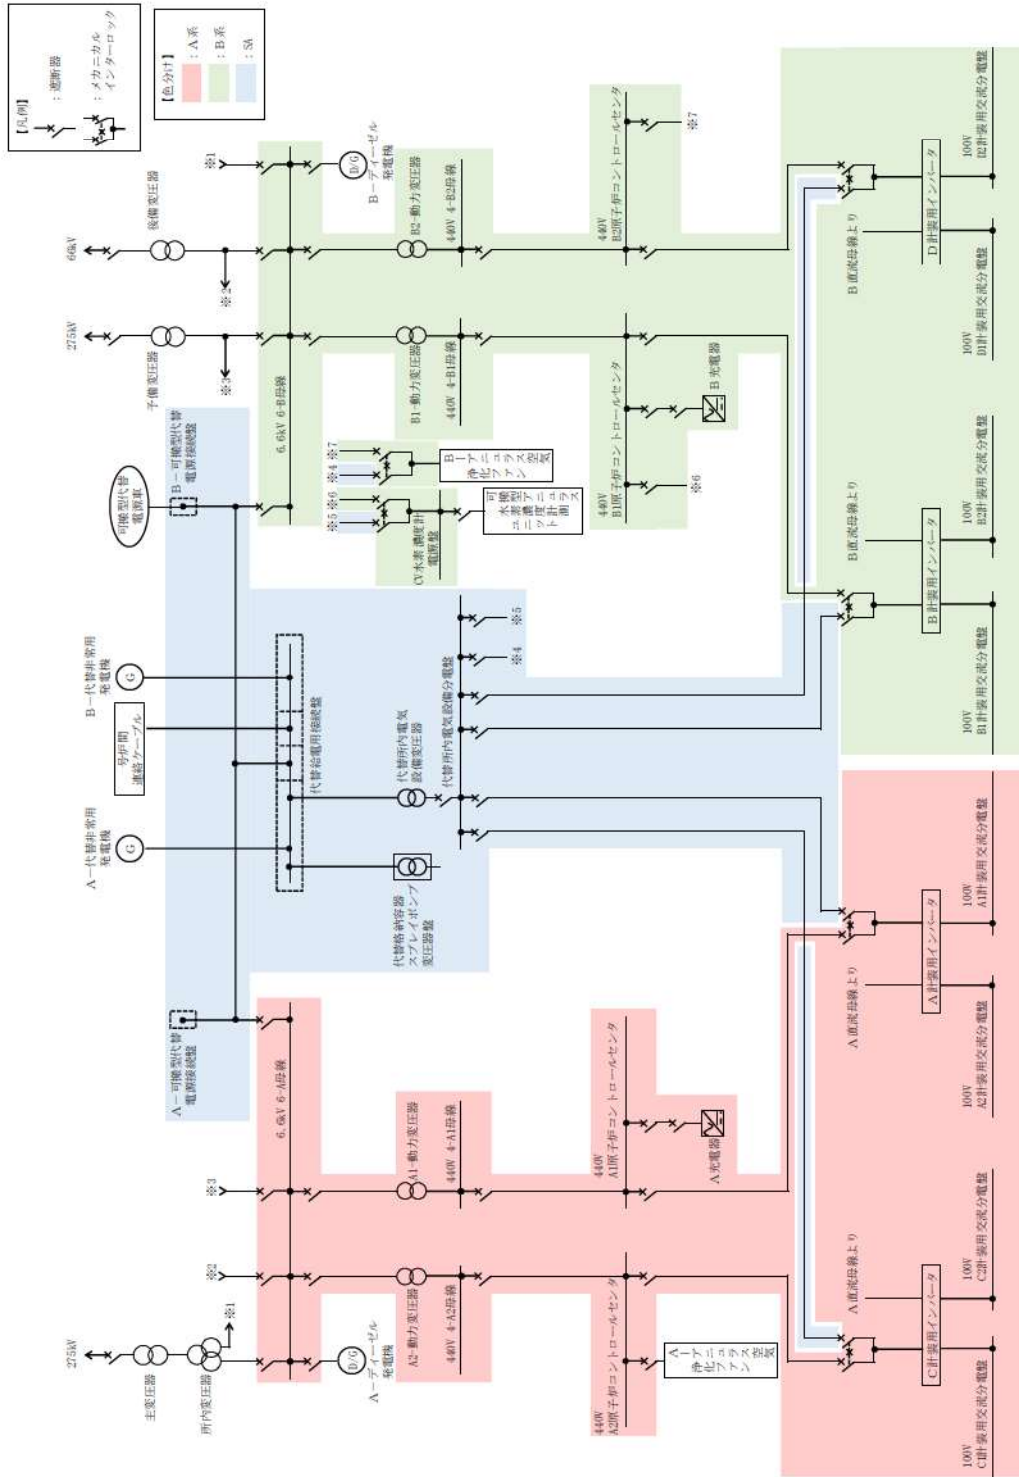 【凡例】
：遮断器
：メカニカル
インターロック
【色分け】
：A系
：B系
：SA
275kV
主変圧器
所内変圧器
※1
※2
※3
275kV
予備変圧器
※3
66kV
後備変圧器
※2
※1
A－可搬型代替
電源接続盤
A－代替非常用
発電機
G
号炉間
連絡ケーブル
B－代替非常用
発電機
G
可搬型代替
電源車
B－可搬型代替
電源接続盤
6.6kV 6-A母線
代替給電用接続盤
6.6kV 6-B母線
D/G
A－ディーゼル
発電機
D/G
B－ディーゼル
発電機
A2-動力変圧器
A1-動力変圧器
代替格納容器
スプレイポンプ
変圧器盤
代替所内電気
設備変圧器
CV水素濃度計
電源盤
※5 ※6
※4 ※7
可搬型アニュラス
水素濃度計測
ユニット
B－アニュラス空気
浄化ファン
B1-動力変圧器
B2-動力変圧器
440V 4-A2母線
440V 4-A1母線
代替所内電気設備分電盤
※4
※5
440V 4-B1母線
440V 4-B2母線
440V
A2原子炉コントロールセンタ
440V
A1原子炉コントロールセンタ
440V
B1原子炉コントロールセンタ
440V
B2原子炉コントロールセンタ
A－アニュラス空気
浄化ファン
A充電器
※6
B充電器
※7
A直流母線より
A直流母線より
B直流母線より
B直流母線より
C計装用インバータ
A計装用インバータ
B計装用インバータ
D計装用インバータ
100V
C1計装用交流分電盤
100V
C2計装用交流分電盤
100V
A2計装用交流分電盤
100V
A1計装用交流分電盤
100V
B1計装用交流分電盤
100V
B2計装用交流分電盤
100V
D1計装用交流分電盤
100V
D2計装用交流分電盤